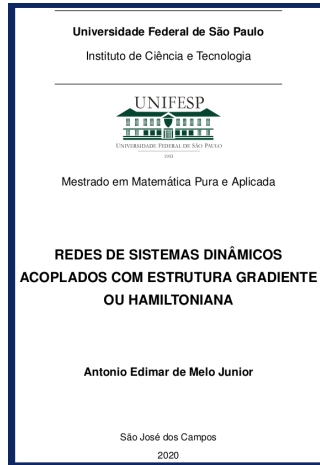 Universidade Federal de São Paulo
Instituto de Ciência e Tecnologia
UNIFESP
UNIVERSIDADE FEDERAL DE SÃO PAULO
1933
Mestrado em Matemática Pura e Aplicada
REDES DE SISTEMAS DINÂMICOS
ACOPLADOS COM ESTRUTURA GRADIENTE
OU HAMILTONIANA
Antonio Edimar de Melo Junior
São José dos Campos
2020